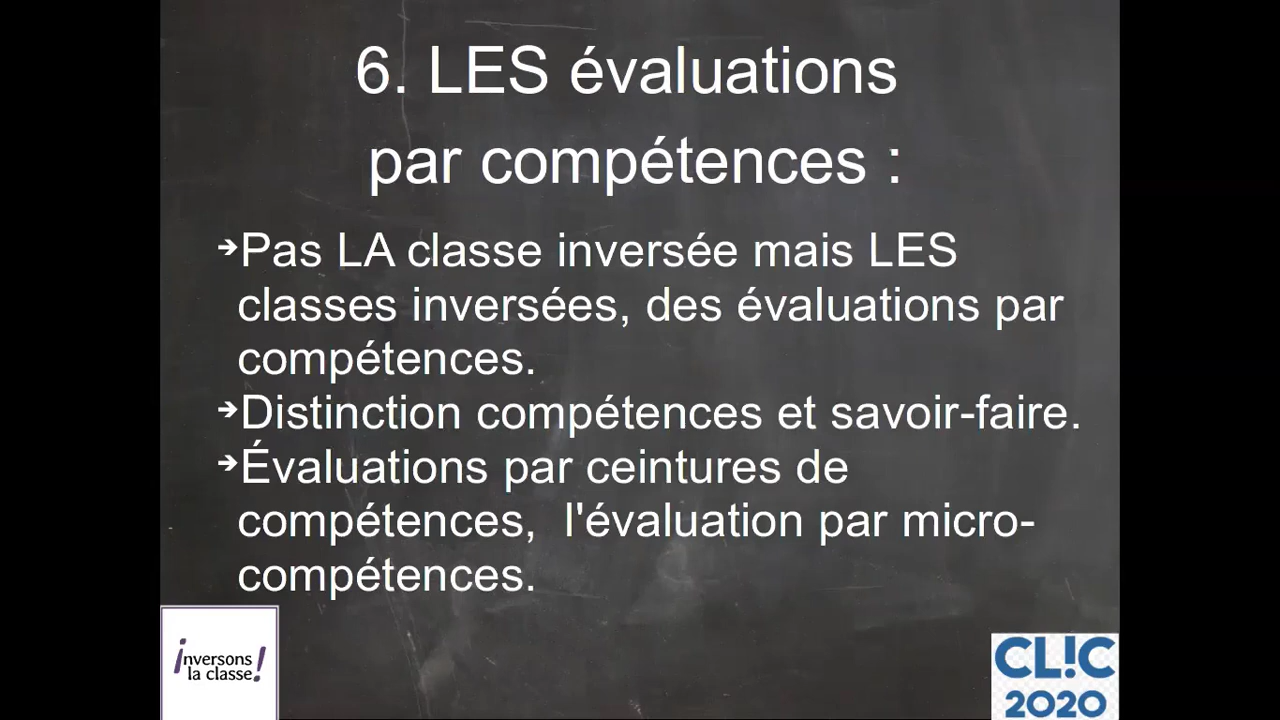 6. LES évaluations
par compétences :
➔Pas LA classe inversée mais LES
classes inversées, des évaluations par
compétences.
➔Distinction compétences et savoir-faire.
➔Évaluations par ceintures de
compétences,  l'évaluation par micro-
compétences.
¡nversons
la classe!
CL!C
2020